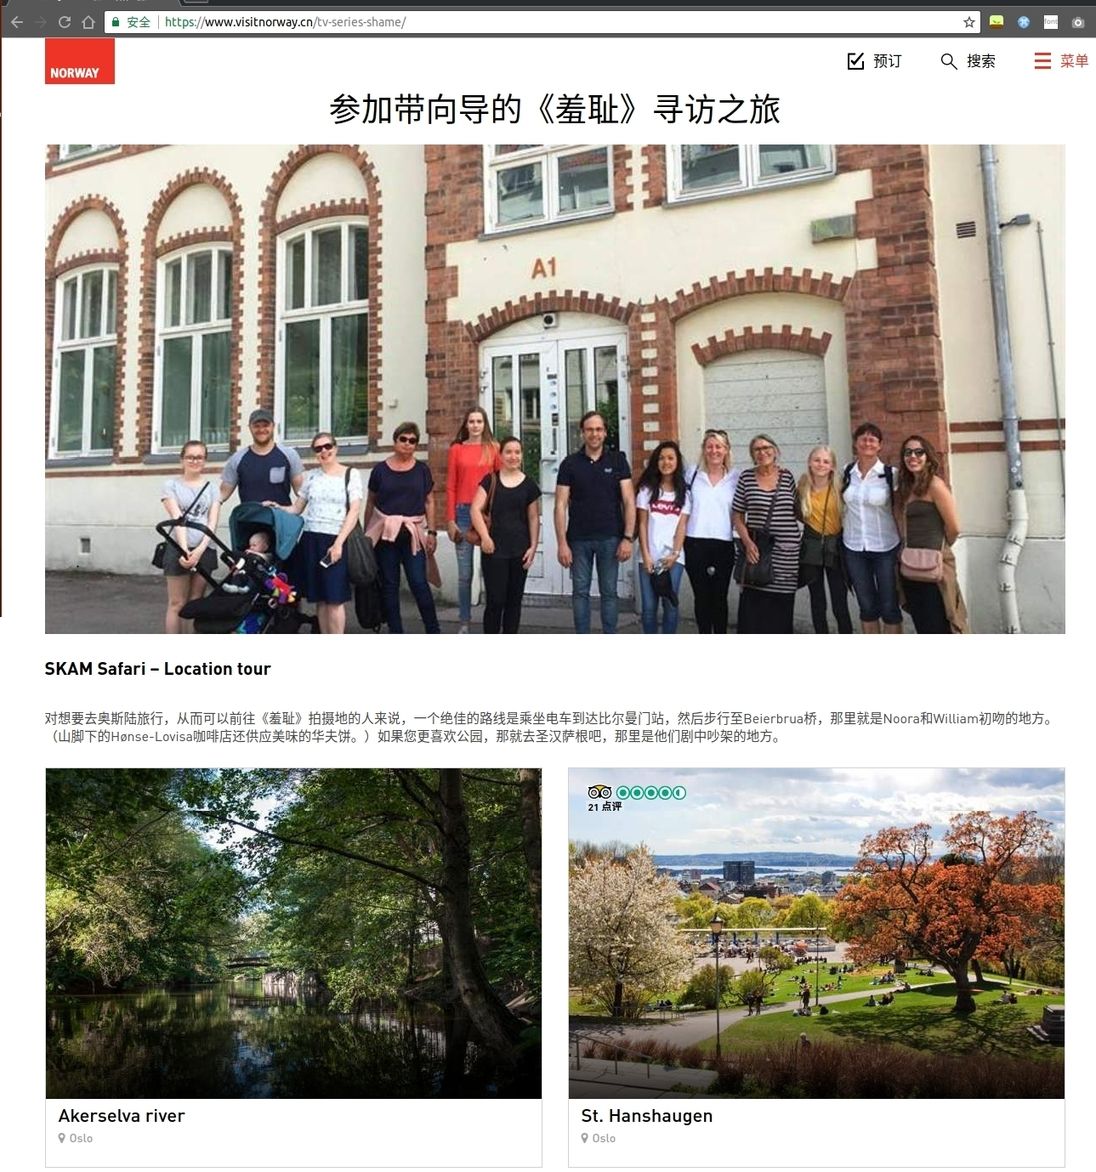 安全 https://www.visitnorway.cn/tv-series-shame/
font
NORWAY
预订 搜索 菜单
参加带向导的《羞耻》寻访之旅
A1
LEVI'S
SKAM Safari – Location tour
对想要去奥斯陆旅行，从而可以前往《羞耻》拍摄地的人来说，一个绝佳的路线是乘坐电车到达比尔曼门站，然后步行至Beierbrua桥，那里就是Noora和William初吻的地方。
（山脚下的Hønse-Lovisa咖啡店还供应美味的华夫饼。）如果您更喜欢公园，那就去圣汉萨根吧，那里是他们剧中吵架的地方。
21 点评
Akerselva river
Oslo
St. Hanshaugen
Oslo